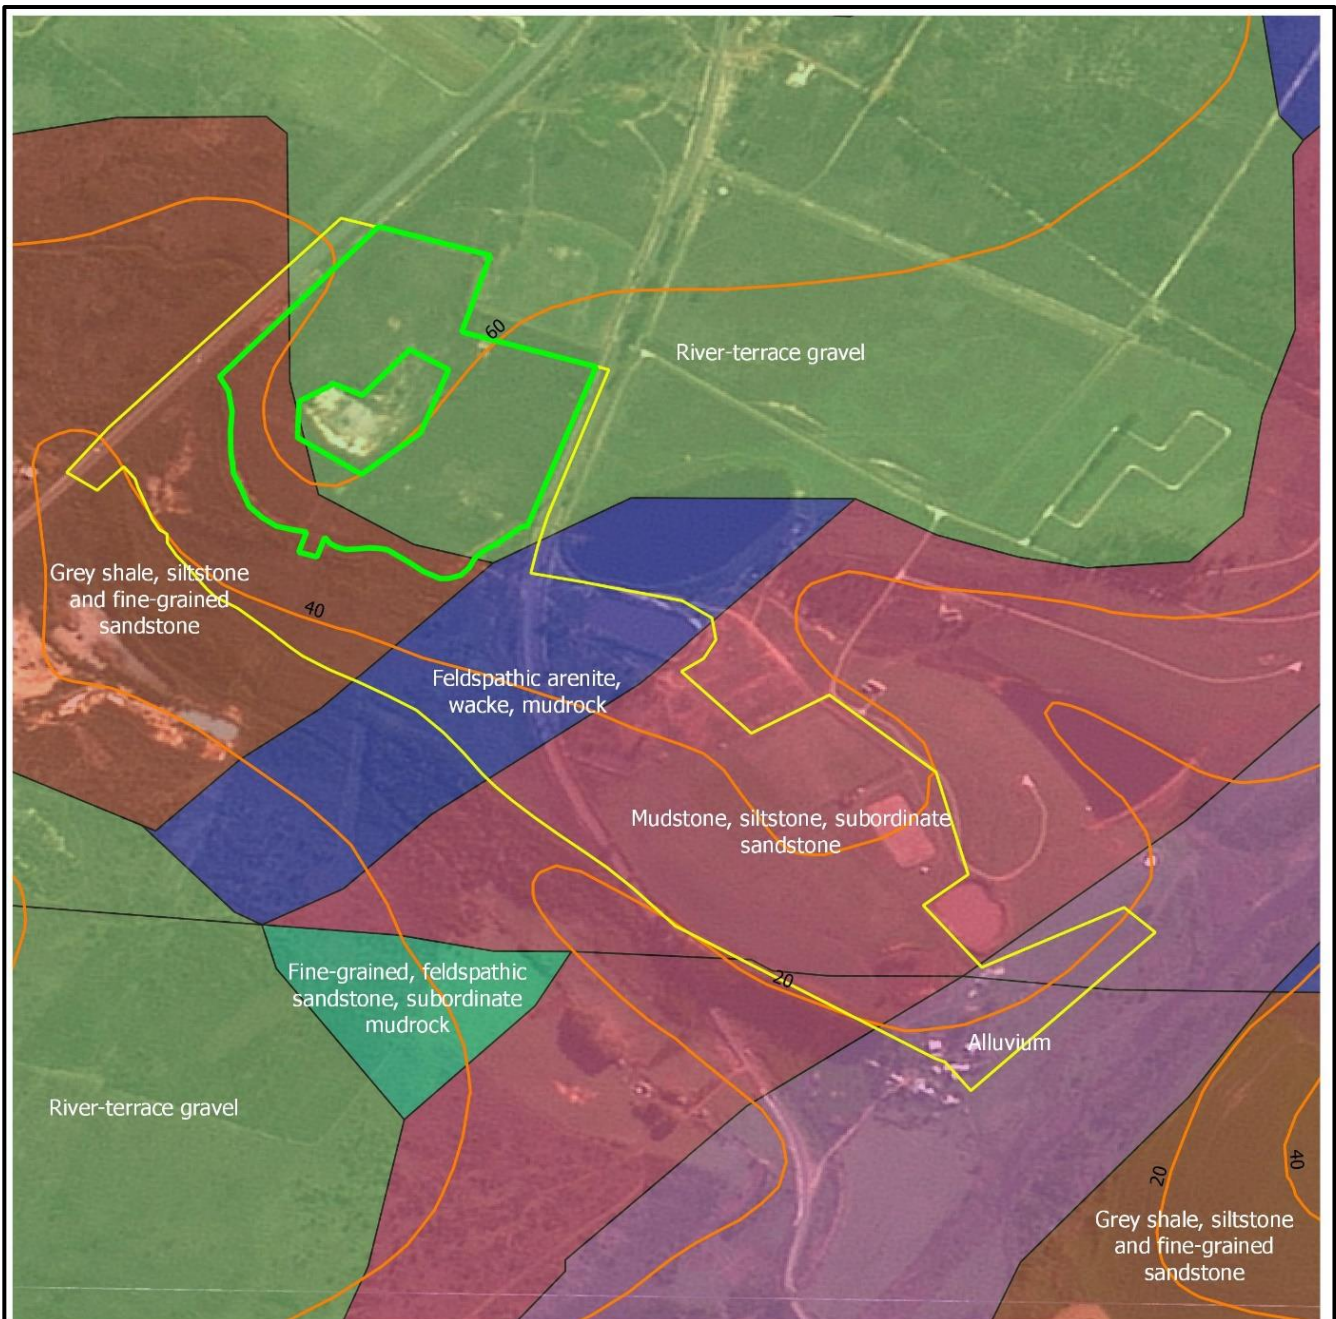 60
River-terrace gravel
Grey shale, siltstone
and fine-grained
sandstone
40
Feldspathic arenite,
wacke, mudrock
Mudstone, siltstone, subordinate
sandstone
20
Fine-grained, feldspathic
sandstone, subordinate
mudrock
Alluvium
River-terrace gravel
20
40
Grey shale, siltstone
and fine-grained
sandstone